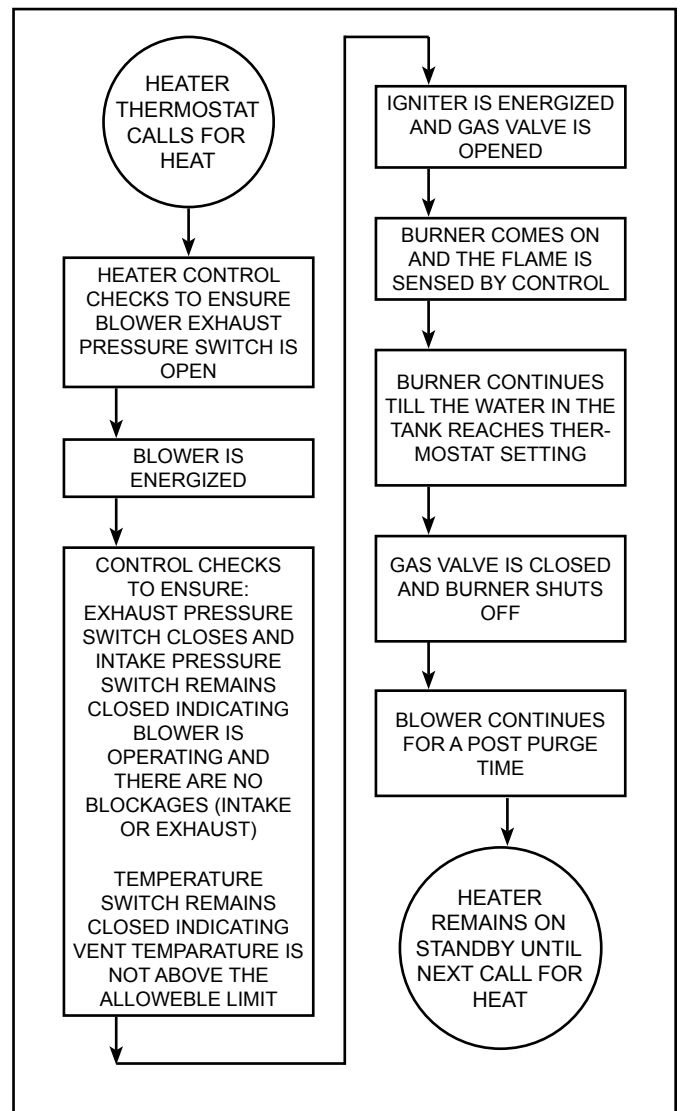 HEATER
THERMOSTAT
CALLS FOR
HEAT
HEATER CONTROL
CHECKS TO ENSURE
BLOWER EXHAUST
PRESSURE SWITCH IS
OPEN
BLOWER IS
ENERGIZED
CONTROL CHECKS
TO ENSURE:
EXHAUST PRESSURE
SWITCH CLOSES AND
INTAKE PRESSURE
SWITCH REMAINS
CLOSED INDICATING
BLOWER IS
OPERATING AND
THERE ARE NO
BLOCKAGES (INTAKE
OR EXHAUST)
TEMPERATURE
SWITCH REMAINS
CLOSED INDICATING
VENT TEMPARATURE IS
NOT ABOVE THE
ALLOWEBLE LIMIT
IGNITER IS ENERGIZED
AND GAS VALVE IS
OPENED
BURNER COMES ON
AND THE FLAME IS
SENSED BY CONTROL
BURNER CONTINUES
TILL THE WATER IN THE
TANK REACHES THER-
MOSTAT SETTING
GAS VALVE IS CLOSED
AND BURNER SHUTS
OFF
BLOWER CONTINUES
FOR A POST PURGE
TIME
HEATER
REMAINS ON
STANDBY UNTIL
NEXT CALL FOR
HEAT